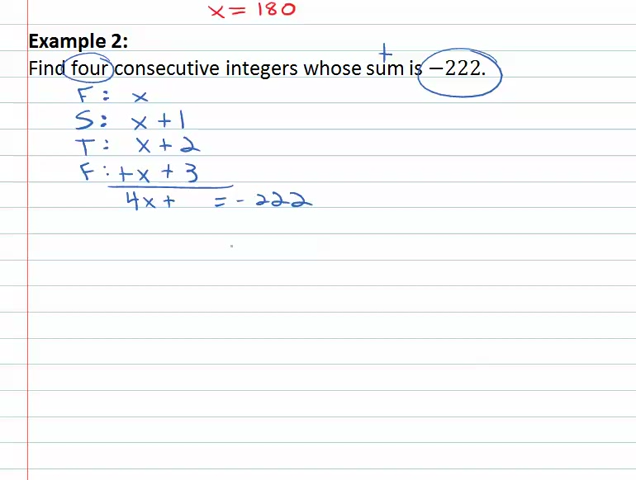 x = 180
Example 2:
+
Find four consecutive integers whose sum is −222.
F: x
S: x + 1
T: x + 2
F: + x + 3
4x + = - 222